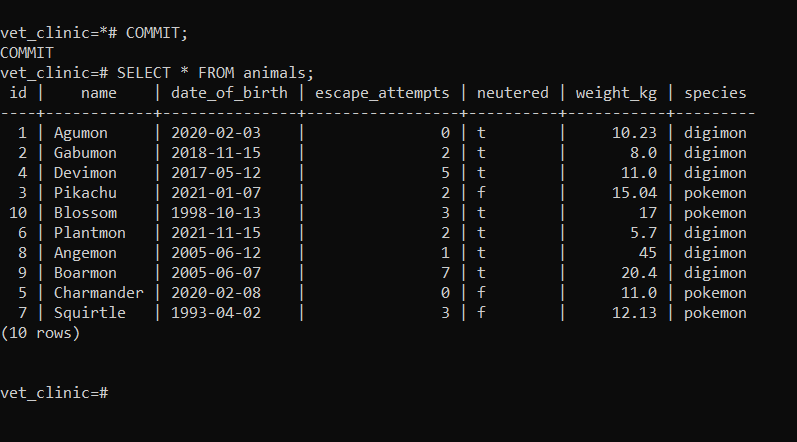 vet_clinic=*# COMMIT;
COMMIT
vet_clinic=# SELECT * FROM animals;
 id |    name    | date_of_birth | escape_attempts | neutered | weight_kg | species
----+------------+---------------+-----------------+----------+-----------+---------
  1 | Agumon     | 2020-02-03    |               0 | t        |     10.23 | digimon
  2 | Gabumon    | 2018-11-15    |               2 | t        |       8.0 | digimon
  4 | Devimon    | 2017-05-12    |               5 | t        |      11.0 | digimon
  3 | Pikachu    | 2021-01-07    |               2 | f        |     15.04 | pokemon
 10 | Blossom    | 1998-10-13    |               3 | t        |        17 | pokemon
  6 | Plantmon   | 2021-11-15    |               2 | t        |       5.7 | digimon
  8 | Angemon    | 2005-06-12    |               1 | t        |        45 | digimon
  9 | Boarmon    | 2005-06-07    |               7 | t        |      20.4 | digimon
  5 | Charmander | 2020-02-08    |               0 | f        |      11.0 | pokemon
  7 | Squirtle   | 1993-04-02    |               3 | f        |     12.13 | pokemon
(10 rows)
vet_clinic=#